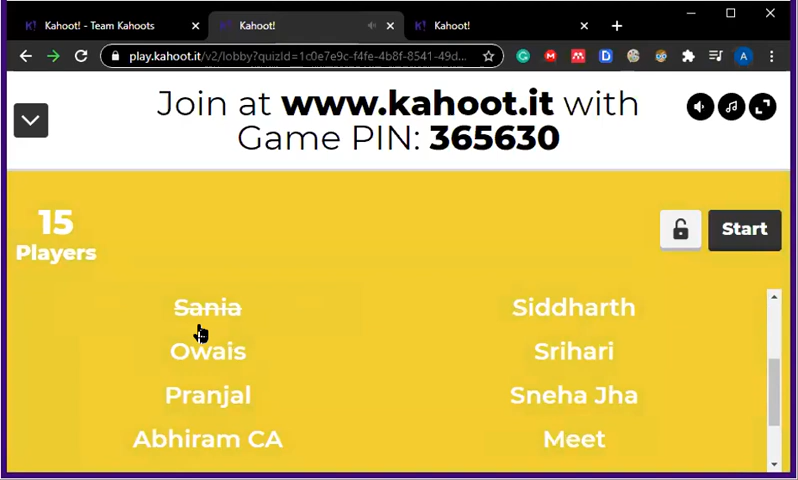 Kahoot! - Team Kahoots
Kahoot!
Kahoot!
play.kahoot.it/v2/lobby?quizId=1c0e7e9c-f4fe-4b8f-8541-49d...
A
Join at www.kahoot.it with
Game PIN: 365630
15
Players
Start
Sania
Siddharth
Owais
Srihari
Pranjal
Sneha Jha
Abhiram CA
Meet